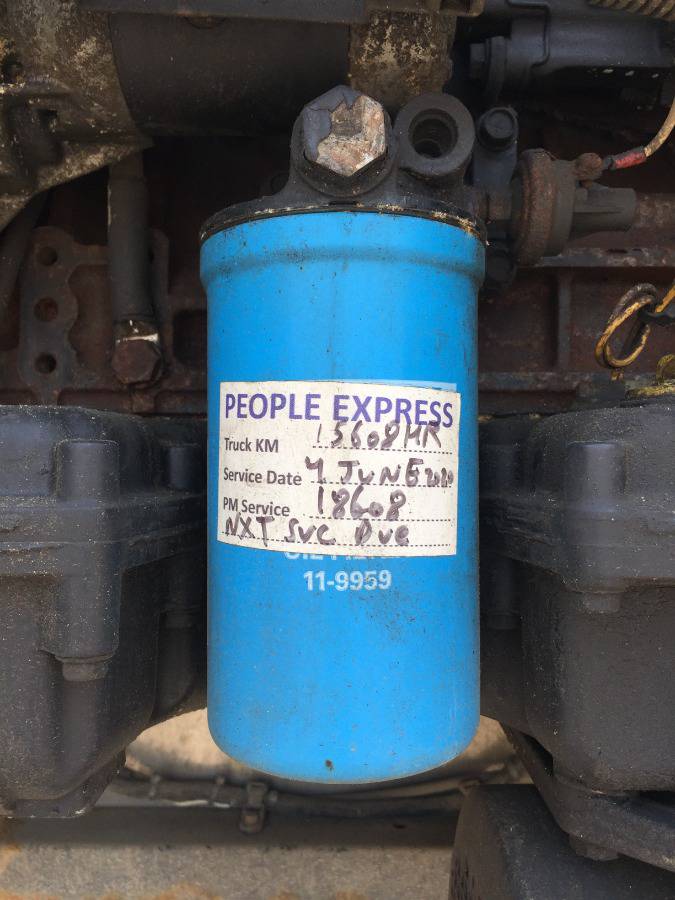 PEOPLE EXPRESS
Truck KM 15608HR
Service Date 4 JUNE 2020
PM Service 18608
NXT SVC Due
11-9959